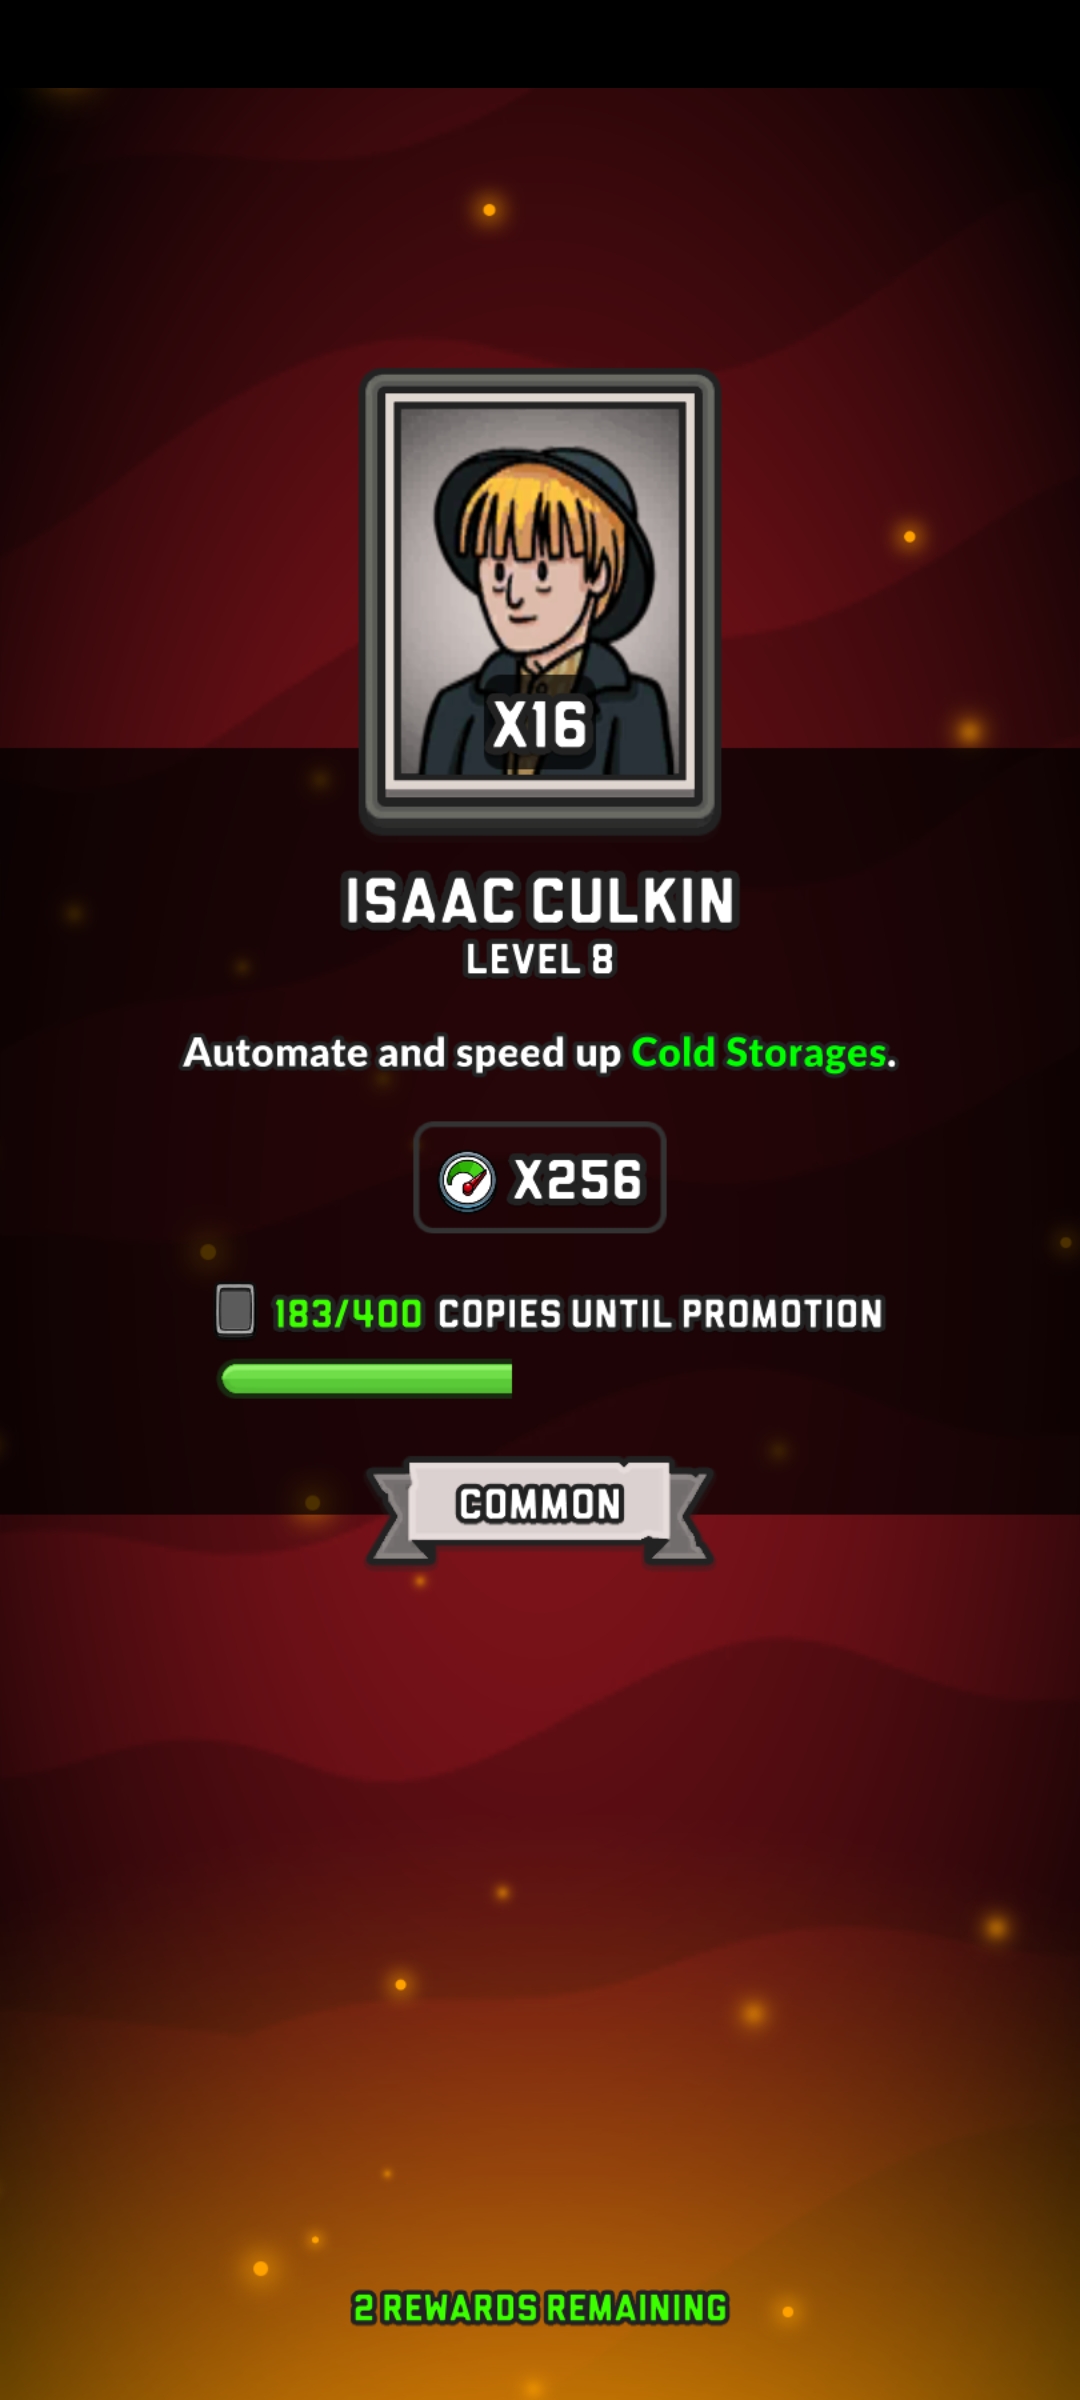 X16
ISAAC CULKIN
LEVEL 8
Automate and speed up Cold Storages.
X256
183/400 COPIES UNTIL PROMOTION
COMMON
2 REWARDS REMAINING